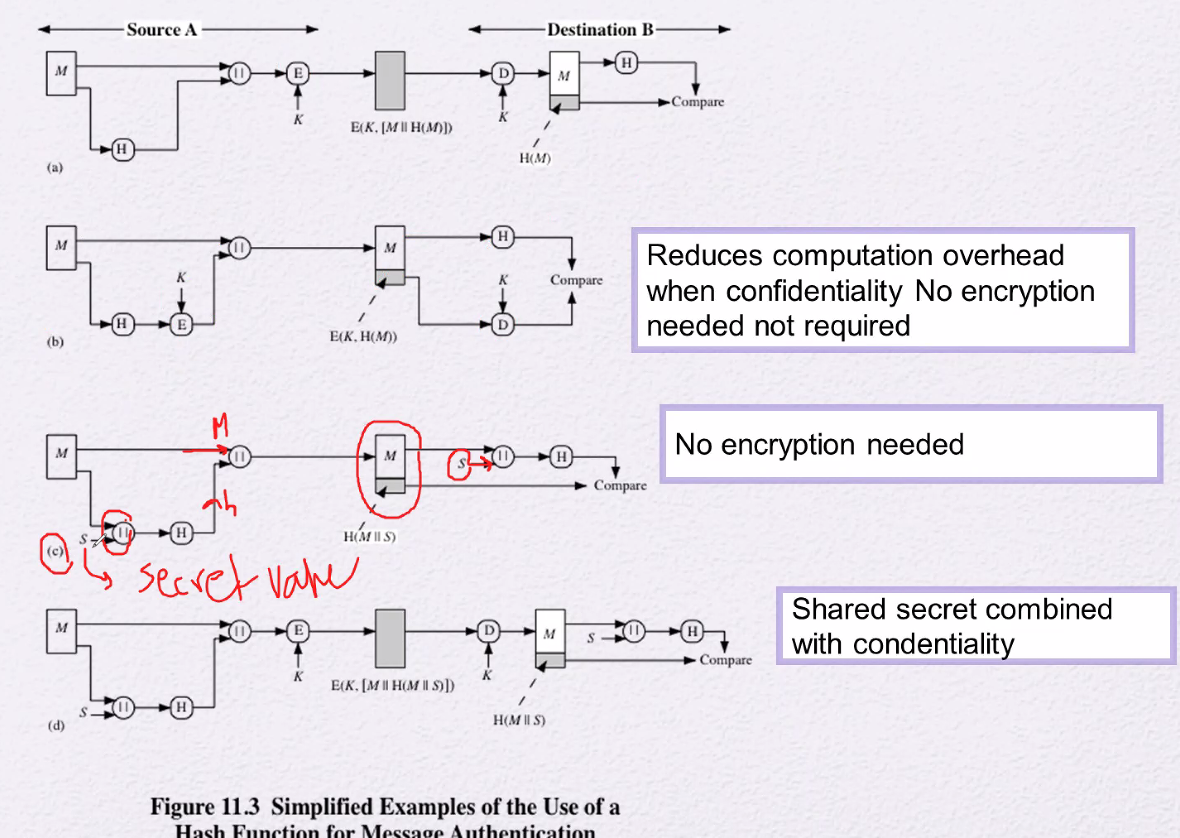 Source A Destination B
M || E D M H
K K Compare
E(K, [M || H(M)])
H H(M)
(a)
M || M H
K K Compare
H E D
E(K, H(M))
(b)
Reduces computation overhead
when confidentiality No encryption
needed not required
M
M || M S || H
Compare
h
S || H
(c) H(M || S)
secret value
No encryption needed
M || E D M S || H
K K Compare
E(K, [M || H(M || S)])
S || H
H(M || S)
(d)
Shared secret combined
with condentiality
Figure 11.3 Simplified Examples of the Use of a
Hash Function for Message Authentication